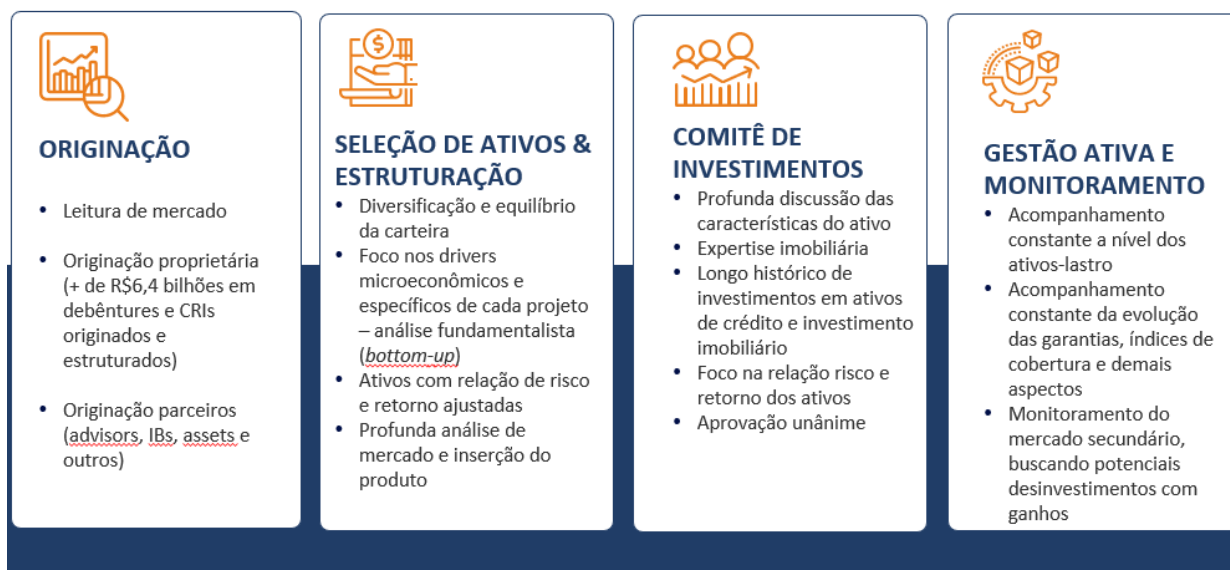 ORIGINAÇÃO
• Leitura de mercado
• Originação proprietária
(+ de R$6,4 bilhões em
debêntures e CRIs
originados e
estruturados)
• Originação parceiros
(advisors, IBs, assets e
outros)
SELEÇÃO DE ATIVOS &
ESTRUTURAÇÃO
• Diversificação e equilíbrio
da carteira
• Foco nos drivers
microeconômicos e
específicos de cada projeto
– análise fundamentalista
(bottom-up)
• Ativos com relação de risco
e retorno ajustadas
• Profunda análise de
mercado e inserção do
produto
COMITÊ DE
INVESTIMENTOS
• Profunda discussão das
características do ativo
• Expertise imobiliária
• Longo histórico de
investimentos em ativos
de crédito e investimento
imobiliário
• Foco na relação risco e
retorno dos ativos
• Aprovação unânime
GESTÃO ATIVA E
MONITORAMENTO
• Acompanhamento
constante a nível dos
ativos-lastro
• Acompanhamento
constante da evolução
das garantias, índices de
cobertura e demais
aspectos
• Monitoramento do
mercado secundário,
buscando potenciais
desinvestimentos com
ganhos